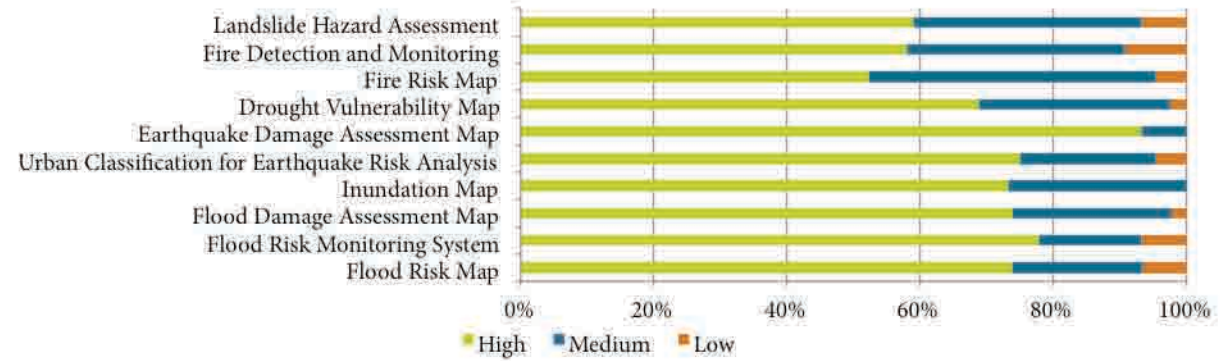 Landslide Hazard Assessment
Fire Detection and Monitoring
Fire Risk Map
Drought Vulnerability Map
Earthquake Damage Assessment Map
Urban Classification for Earthquake Risk Analysis
Inundation Map
Flood Damage Assessment Map
Flood Risk Monitoring System
Flood Risk Map
0% 20% 40% 60% 80% 100%
High Medium Low